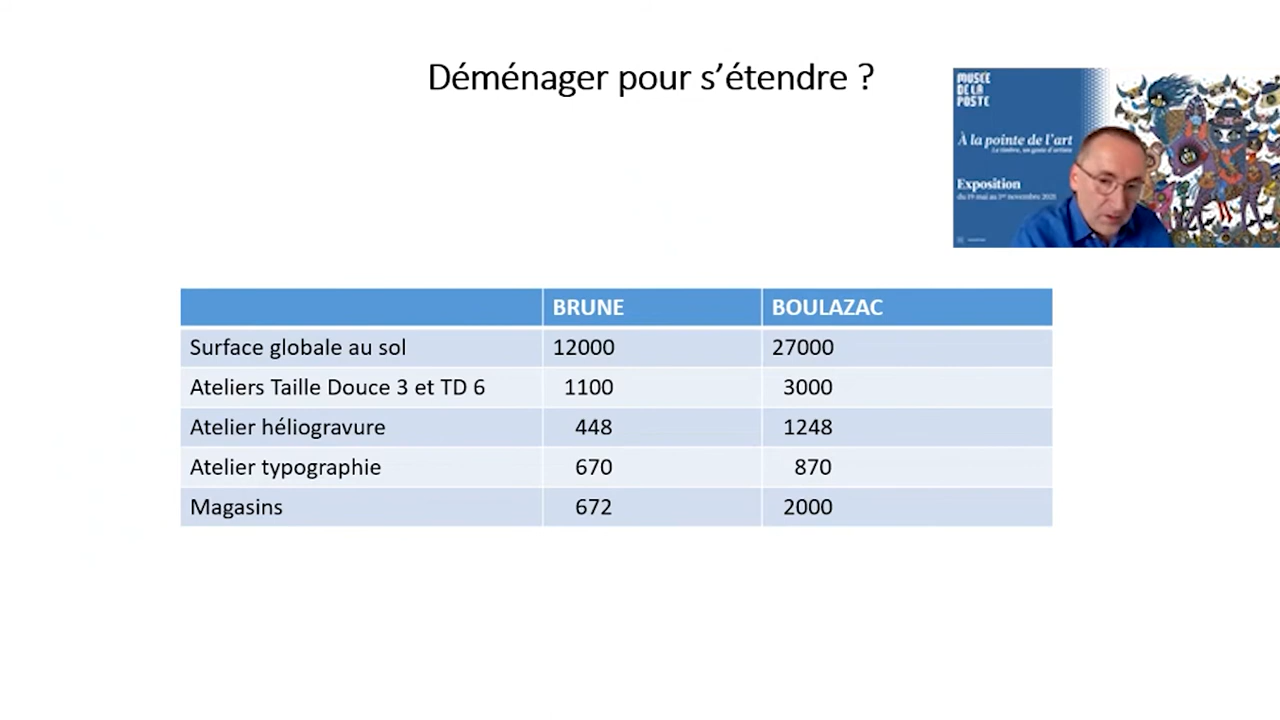 Déménager pour s’étendre ?
MUSÉE
DE LA
POSTE
À la pointe de l’art
Le timbre, un geste d’artiste
Exposition
du 19 mai au 1er novembre 2021
BRUNE BOULAZAC
Surface globale au sol 12000 27000
Ateliers Taille Douce 3 et TD 6 1100 3000
Atelier héliogravure 448 1248
Atelier typographie 670 870
Magasins 672 2000